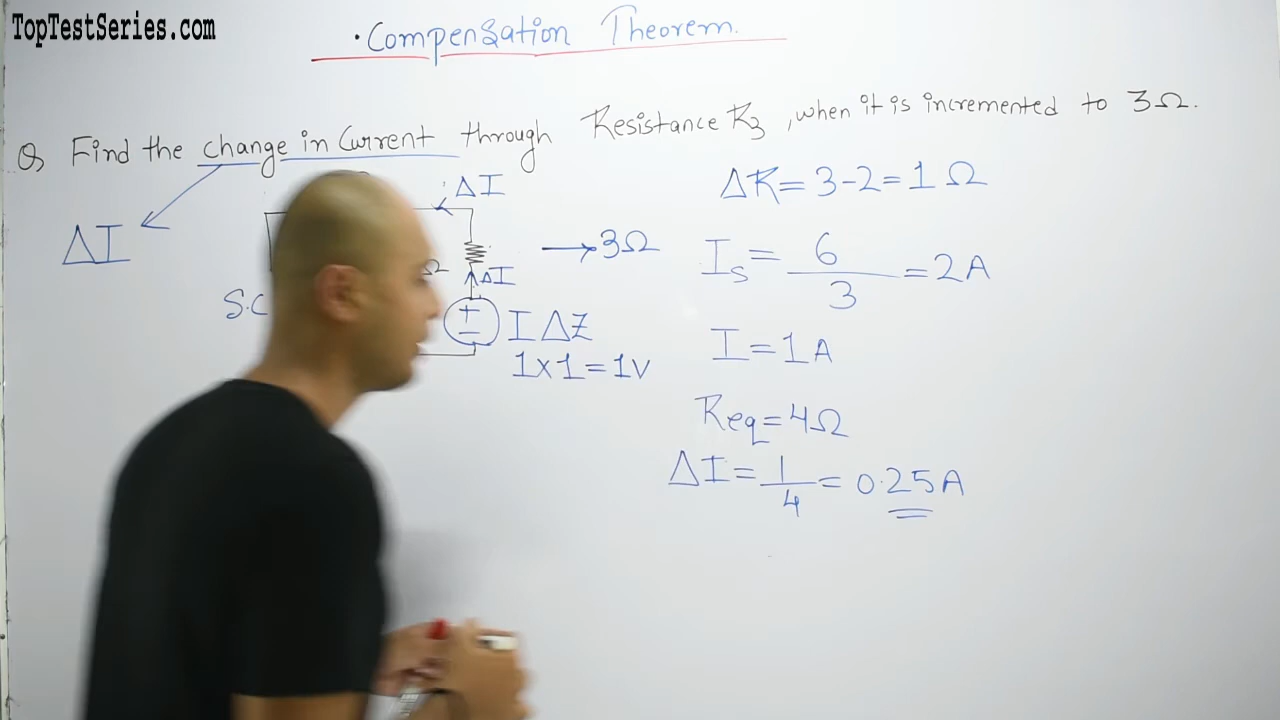 TopTestSeries.com
· Compensation Theorem.
Q Find the change in Current through Resistance R3, when it is incremented to 3Ω.
ΔI
ΔI
→3Ω
Ω
ΔI
S.C
+
−
I ΔZ
1×1=1V
ΔR=3-2=1Ω
Is= 6/3 =2A
I=1A
Req=4Ω
ΔI= 1/4 = 0.25A